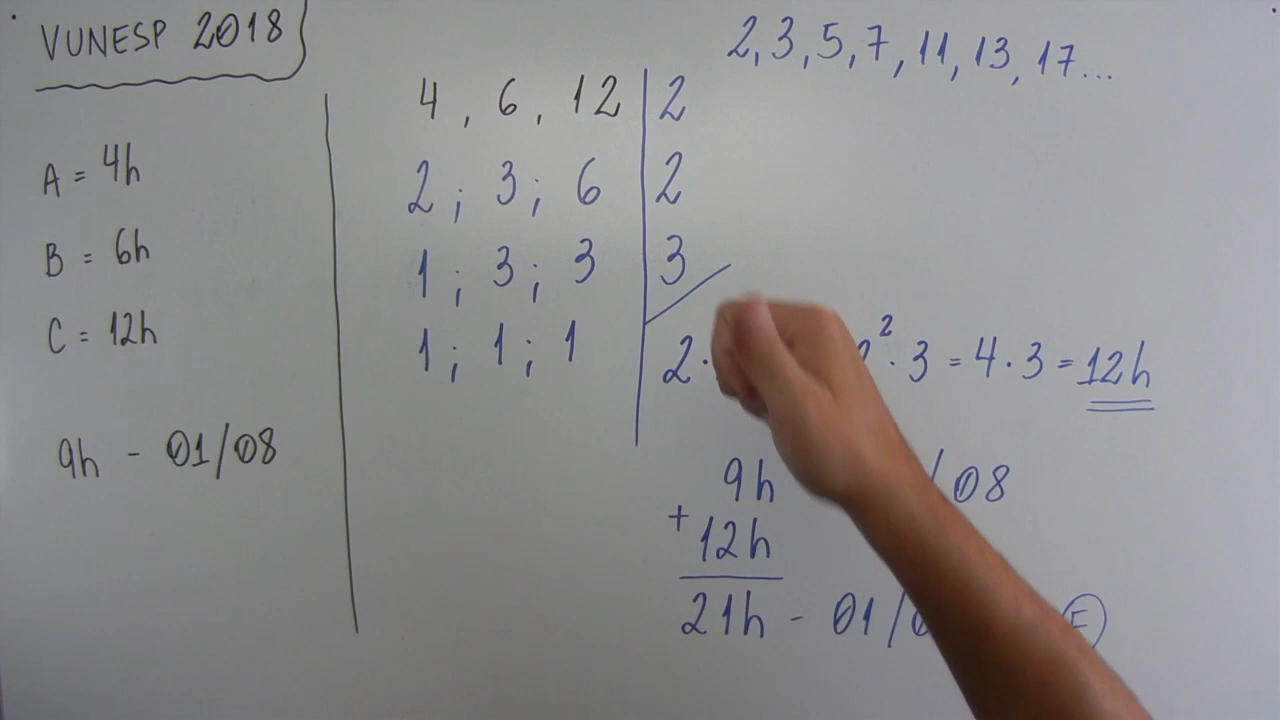 VUNESP 2018
2, 3, 5, 7, 11, 13, 17...
A = 4h
B = 6h
C = 12h
9h - 01/08
4, 6, 12 | 2
2; 3; 6 | 2
1; 3; 3 | 3
1; 1; 1
2 · ² · 3 = 4 · 3 = 12h
9h /08
+ 12h
21h - 01/